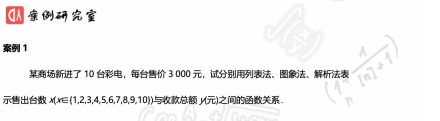 案例研究室
案例 1
某商场新进了 10 台彩电，每台售价 3 000 元，试分别用列表法、图象法、解析法表
示售出台数 x(x∈{1,2,3,4,5,6,7,8,9,10})与收款总额 y(元)之间的函数关系．